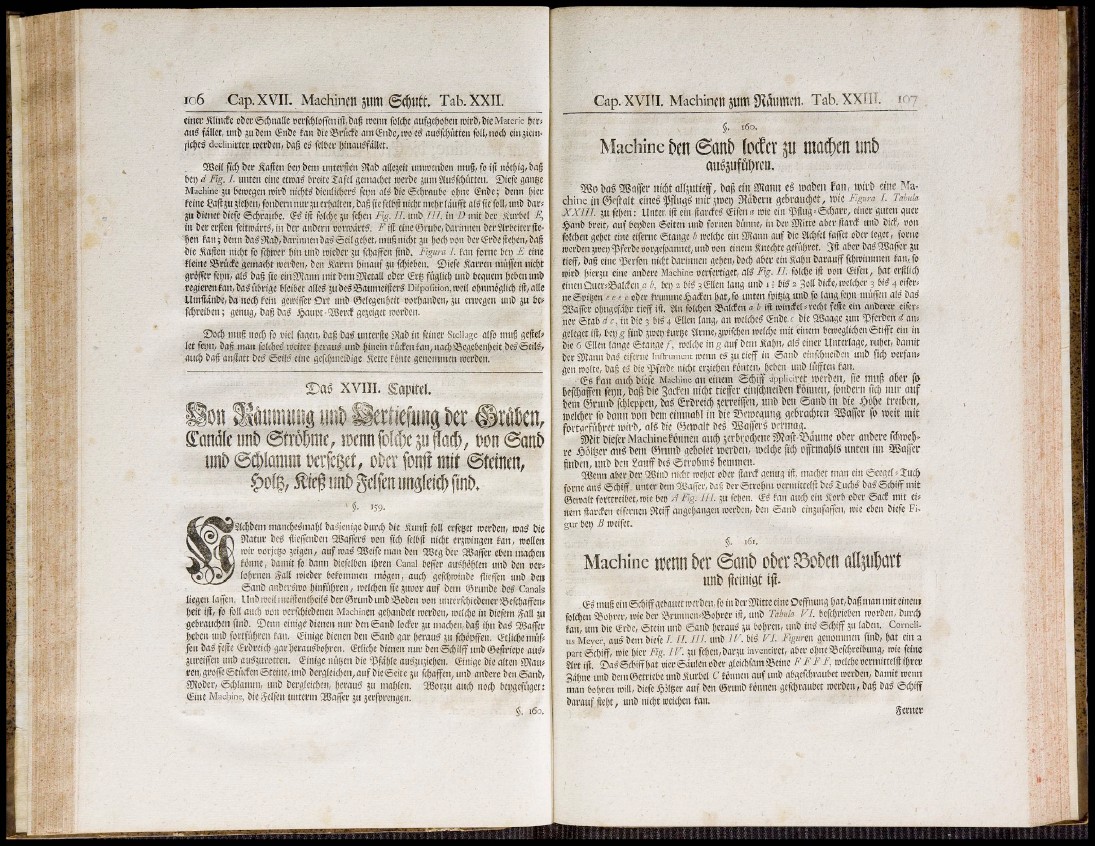 106 Cap. XVII. Machinen zum Schutt. Tab. XXII.
einer Klincke oder Schnalle verschlossen ist, daß wenn solche aufgehoben wird, die Materie her-
aus fället, und zu dem Ende kan die Brücke am Ende, wo es ausschütten soll, noch ein ziem-
liches declinirter werden, daß es selber hinausfället.
Weil sich der Kasten bey dem untersten Rad allezeit umwenden muß, so ist nöthig, daß
bey d Fig. I. unten eine etwas breite Tafel gemachet werde zum Ausschütten. Diese gantze
Machine zu bewegen wird nichts dienlichers seyn als die Schraube ohne Ende; denn hier
keine Last zu ziehen, sondern nur zu erhalten, daß sie selbst nicht mehr läufft als sie soll, und dar-
zu dienet diese Schraube. Es ist solche zu sehen Fig. II. und III. in D mit der Kurbel E,
in der ersten seitwärts, in der andern vorwärts. F ist eine Grube, darinnen der Arbeiter ste-
hen kan; denn das Rad, darinnen das Seil gehet, muß nicht zu hoch von der Erde stehen, daß
die Kasten nicht so schwer hin und wieder zu schaffen sind. Figura I. kan ferne bey E eine
kleine Brücke gemacht werden, den Karrn hinauf zu schieben. Diese Karren müssen nicht
grösser seyn, als daß sie ein Mann mit dem Metall oder Ertz füglich und bequem heben und
regieren kan, das übrige bleibet alles zu des Baumeisters Disposition, weil ohnmöglich ist, alle
Umstände, da noch kein gewisser Ort und Gelegenheit vorhanden, zu erwegen und zu be-
schreiben; genug, daß das Haupt-Werck gezeiget worden.
Doch muß noch so viel sagen, daß das unterste Rad in seiner Stellage also muß gestel-
let seyn, daß man solches weiter heraus und hinein rücken kan, nach Begebenheit des Seils,
auch daß anstatt des Seils eine geschmeidige Kette könte genommen werden.
Das XVIII. Capitel.
Von Räumung und Vertiefung der Gräben,
Canäle und Ströhme, wenn solche zu flach, von Sand
und Schlamm versetzet, oder sonst mit Steinen,
Holtz, Kieß und Felsen ungleich sind.
§. 159.
NAchdem manchesmahl dasjenige durch die Kunst soll ersetzet werden, was die
Natur des fliessenden Wassers von sich selbst nicht erzwingen kan, wollen
wir vorjetzo zeigen, auf was Weise man den Weg der Wasser eben machen
könne, damit so dann dieselben ihren Canal besser aushöhlen und den ver-
lohrnen Fall wieder bekommen mögen, auch geschwinde fliessen und den
Sand anderswo hinführen, welchen sie zuvor auf dem Grunde des Canals
liegen lassen. Und weil meistentheils der Grund und Boden von unterschiedener Beschaffen-
heit ist, so soll auch von verschiedenen Machinen gehandelt werden, welche in diesem Fall zu
gebrauchen sind. Denn einige dienen nur den Sand locker zu machen, daß ihn das Wasser
heben und fortführen kan. Einige dienen den Sand gar heraus zu schöpffen. Etliche müs-
sen das feste Erdreich gar heraus bohren. Etliche dienen nur den Schilff und Gestripp aus-
zureissen und auszurotten. Einige nützen die Pfähle auszuziehen. Einige die alten Mau-
ren, grosse Stücken Steine, und dergleichen, auf die Seite zu schaffen, und andere den Sand,
Moder, Schlamm, und dergleichen, heraus zu mahlen. Worzu auch noch beygefüget:
Eine Machine, die Felsen unterm Wasser zu zersprengen.
§. 160.
Cap. XVIII. Machinen zum Räumen. Tab. XXIII. 107
§. 160.
Machine den Sand locker zu machen und
auszuführen.
Wo das Wasser nicht allzutieff, daß ein Mann es waden kan, wird eine Ma-
chine in Gestalt eines Pflugs mit zwey Rädern gebrauchet, wie Figura I. Tabula
XXIII. zu sehen: Unter, ist ein starckes Eisen a wie ein Pflug-Scharr, einer guten quer
Hand breit, auf beyden Seiten und fornen dünne, in der Mitte aber starck und dick, von
solchen gehet eine eiserne Stange b welche ein Mann auf die Achsel fasset oder leget, forne
werden zwey Pferde vorgespannet, und von einem Knechte geführet. Ist aber das Wasser zu
tieff, daß eine Person nicht darinnen gehen, doch aber ein Kahn darauf schwimmen kan, so
wird hierzu eine andere Machine verfertiget, als Fig. II. solche ist von Eisen, hat erstlich
einen Quer-Balcken a b, bey 2 bis 3 Ellen lang und 1½ bis 2 Zoll dicke, welcher 3 bis 4 eiser-
ne Spitzen c c c c oder krumme Hacken hat, so unten spitzig und so lang seyn müssen als das
Wasser ohngefähr tieff ist. An solchen Balcken a b ist winckel-recht feste ein anderer eiser-
ner Stab d e, in die 3 bis 4 Ellen lang, an welches Ende e die Waage zum Pferden d an-
geleget ist, bey g sind zwey kurtze Arme, zwischen welche mit einem beweglichen Stifft ein in
die 6 Ellen lange Stange f, welche in g auf dem Kahn, als einer Unterlage, ruhet, damit
der Mann das eiserne Instrument wenn es zu tieff in Sand einschneiden und sich verfan-
gen wolte, daß es die Pferde nicht erziehen könten, heben und lüfften kan.
Es kan auch diese Machine an einem Schiff appliciret werden, sie muß aber so
beschaffen seyn, daß die Zacken nicht tieffer einschneiden können, sondern sich nur auf
dem Grund schleppen, das Erdreich zerreissen, und den Sand in die Höhe treiben,
welcher so dann von dem einmahl in die Bewegung gebrachten Wasser so weit mit
fortgeführet wird, als die Gewalt des Wassers vermag.
Mit dieser Machine können auch zerbrochene Mast-Bäume oder andere schweh-
re Höltzer aus dem Grund geholet werden, welche sich offtmahls unten im Wasser
finden, und den Lauff des Strohms hemmen.
Wenn aber der Wind nicht wehet oder starck genug ist, machet man ein Seegel-Tuch
forne ans Schiff, unter dem Wasser, daß der Strohm vermittelst des Tuchs das Schiff mit
Gewalt forttreibet, wie bey A Fig. III. zu sehen. Es kan auch ein Korb oder Sack mit ei-
nem starcken eisernen Reiff angehangen werden, den Sand einzufassen, wie eben diese Fi-
gur bey B weiset.
§. 161.
Machine wenn der Sand oder Boden allzuhart
und steinigt ist.
Es muß ein Schiff gebauet werden, so in der Mitte eine Oeffnung hat, daß man mit einem
solchen Bohrer, wie der Brunnen-Bohrer ist, und Tabula VI. beschrieben worden, durch
kan, um die Erde, Stein und Sand heraus zu bohren, und ins Schiff zu laden. Corneli-
us Meyer, aus dem diese I. II. III. und IV. bis VI. Figuren genommen sind, hat ein a
part Schiff, wie hier Fig. IV. zu sehen, darzu inventiret, aber ohne Beschreibung, wie seine
Art ist. Das Schiff hat vier Säulen oder gleichsam Beine F F F F, welche vermittelst ihrer
Zähne und dem Getriebe und Kurbel C können auf und abgeschraubet werden, damit wenn
man bohren will, diese Höltzer auf den Grund können geschraubet werden, daß das Schiff
darauf steht, und nicht weichen kan.
Ferner